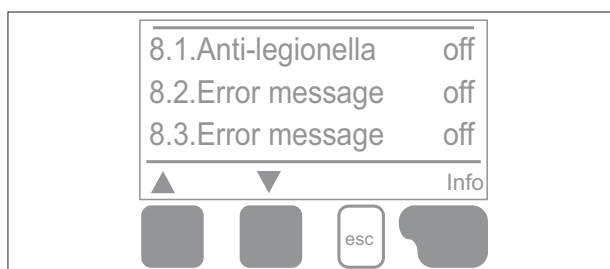 8.1.Anti-legionella off
8.2.Error message off
8.3.Error message off
Info
esc